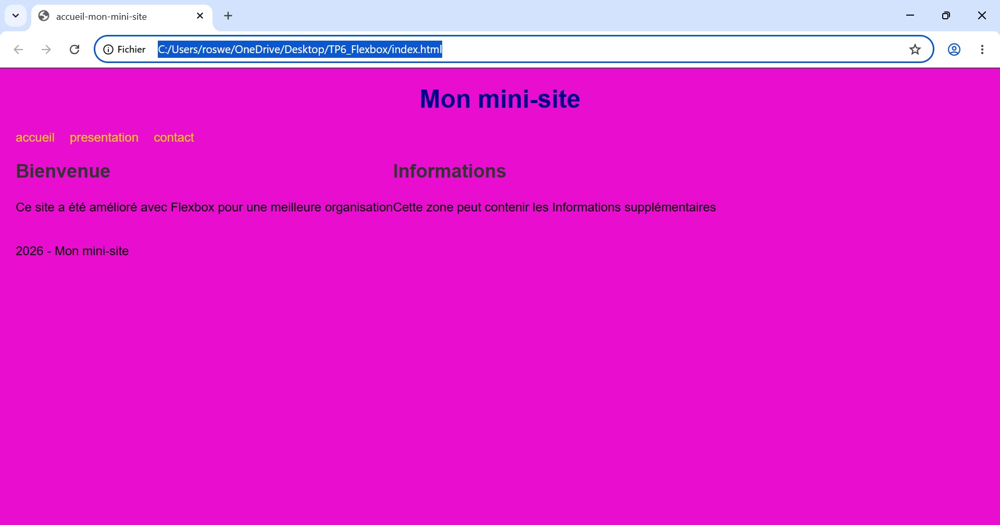 accueil-mon-mini-site
Fichier C:/Users/roswe/OneDrive/Desktop/TP6_Flexbox/index.html
Mon mini-site
accueil presentation contact
Bienvenue Informations
Ce site a été amélioré avec Flexbox pour une meilleure organisationCette zone peut contenir les Informations supplémentaires
2026 - Mon mini-site